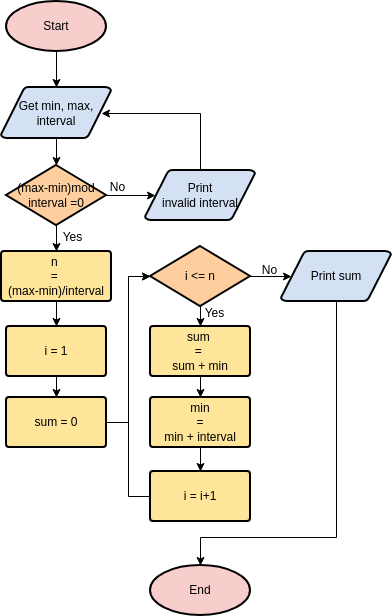 Start
Get min, max,
interval
(max-min)mod
interval =0
No
Print
invalid interval
Yes
n
=
(max-min)/interval
i = 1
sum = 0
i <= n
No
Print sum
Yes
sum
=
sum + min
min
=
min + interval
i = i+1
End